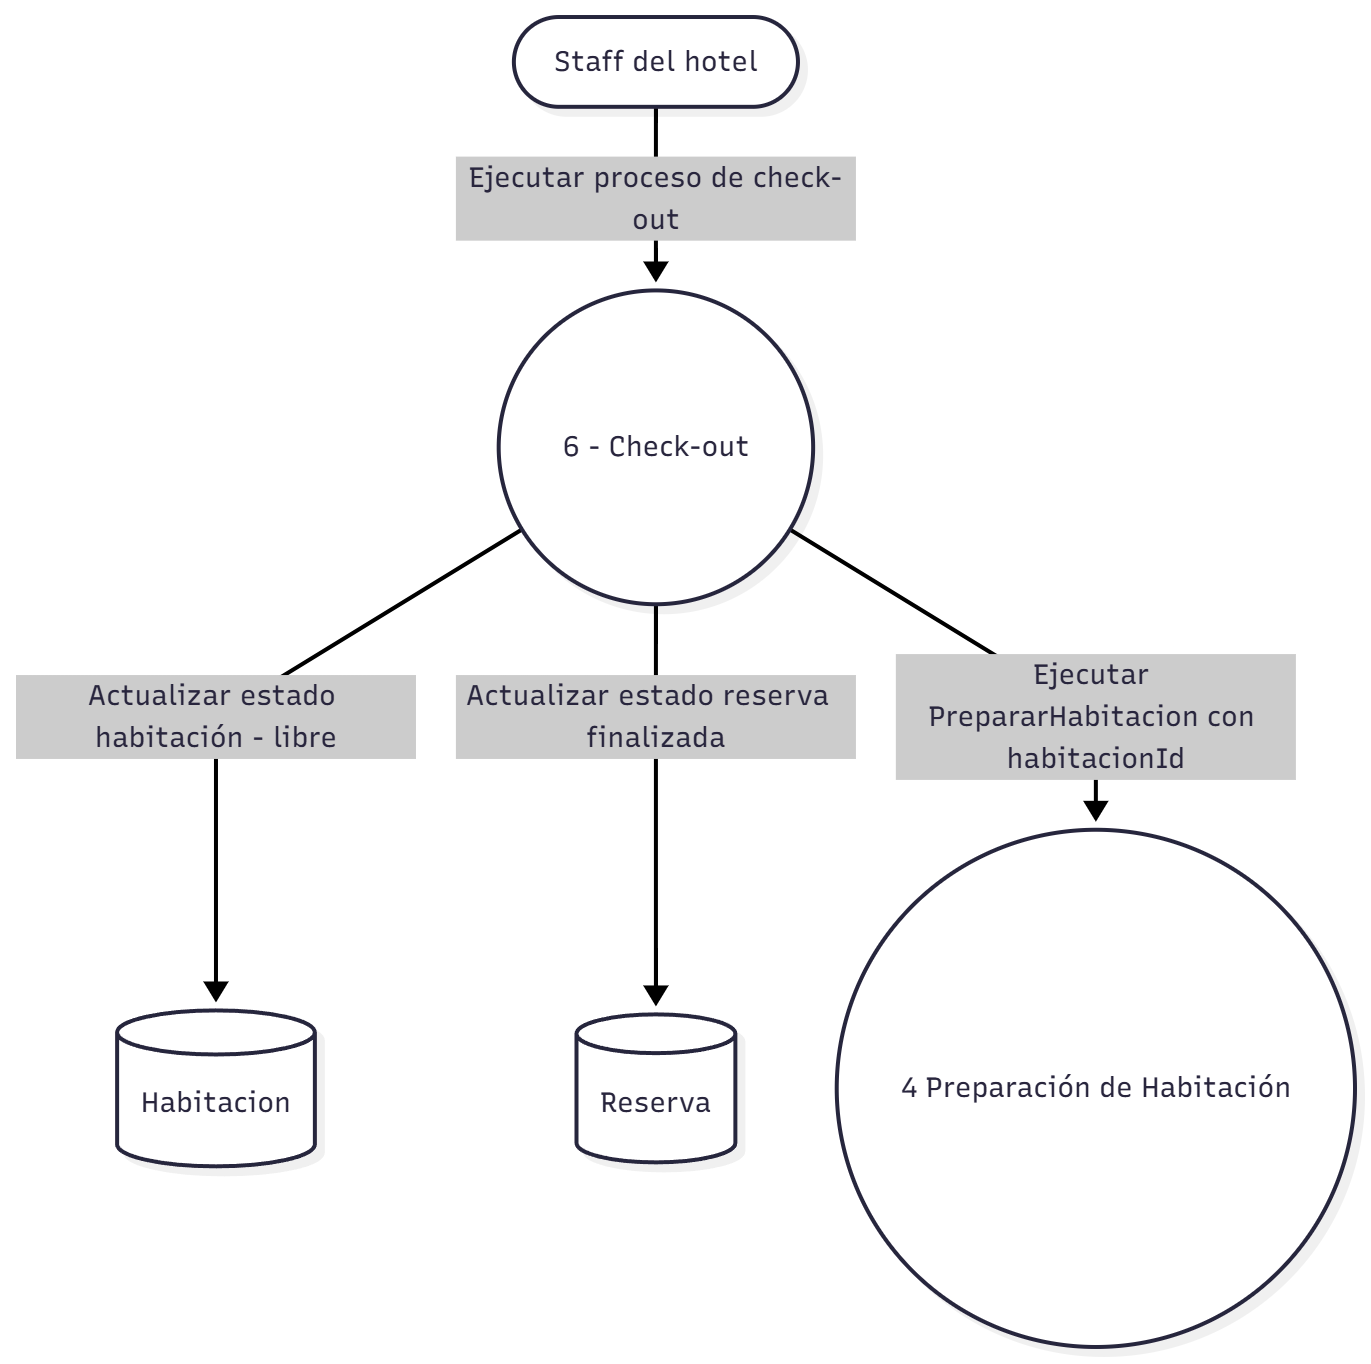 Staff del hotel
Ejecutar proceso de check-
out
6 - Check-out
Actualizar estado
habitación - libre
Actualizar estado reserva
finalizada
Ejecutar
PrepararHabitacion con
habitacionId
Habitacion
Reserva
4 Preparación de Habitación